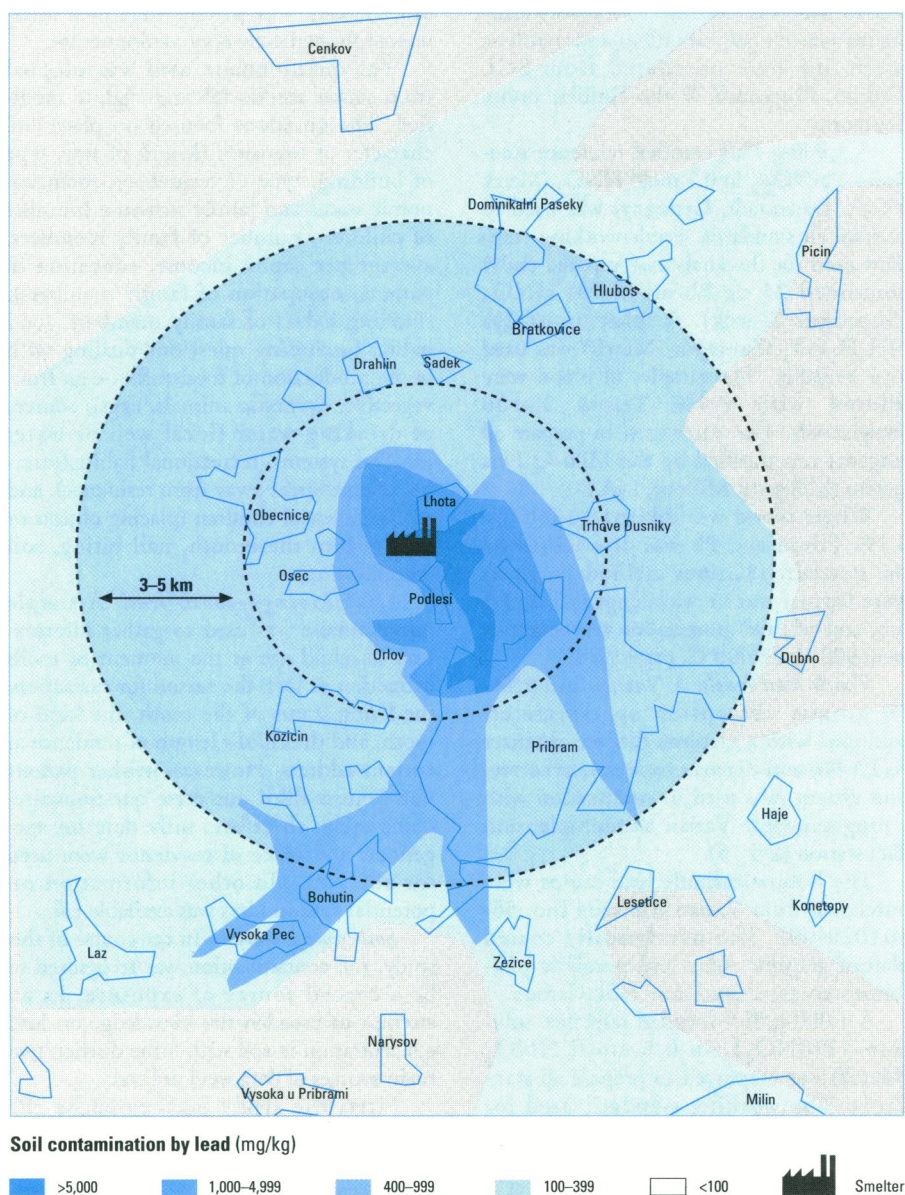 Cenkov
Dominikalni Paseky
Picin
Hlubos
Bratkovice
Drahlin
Sadek
Lhota
Obecnice
Trhove Dusniky
Osec
3–5 km
Podlesi
Orlov
Dubno
Kozicin
Pribram
Haje
Bohutin
Lesetice
Konetopy
Vysoka Pec
Laz
Zezice
Narysov
Vysoka u Pribrami
Milin
Soil contamination by lead (mg/kg)
>5,000 1,000–4,999 400–999 100–399 <100 Smelter